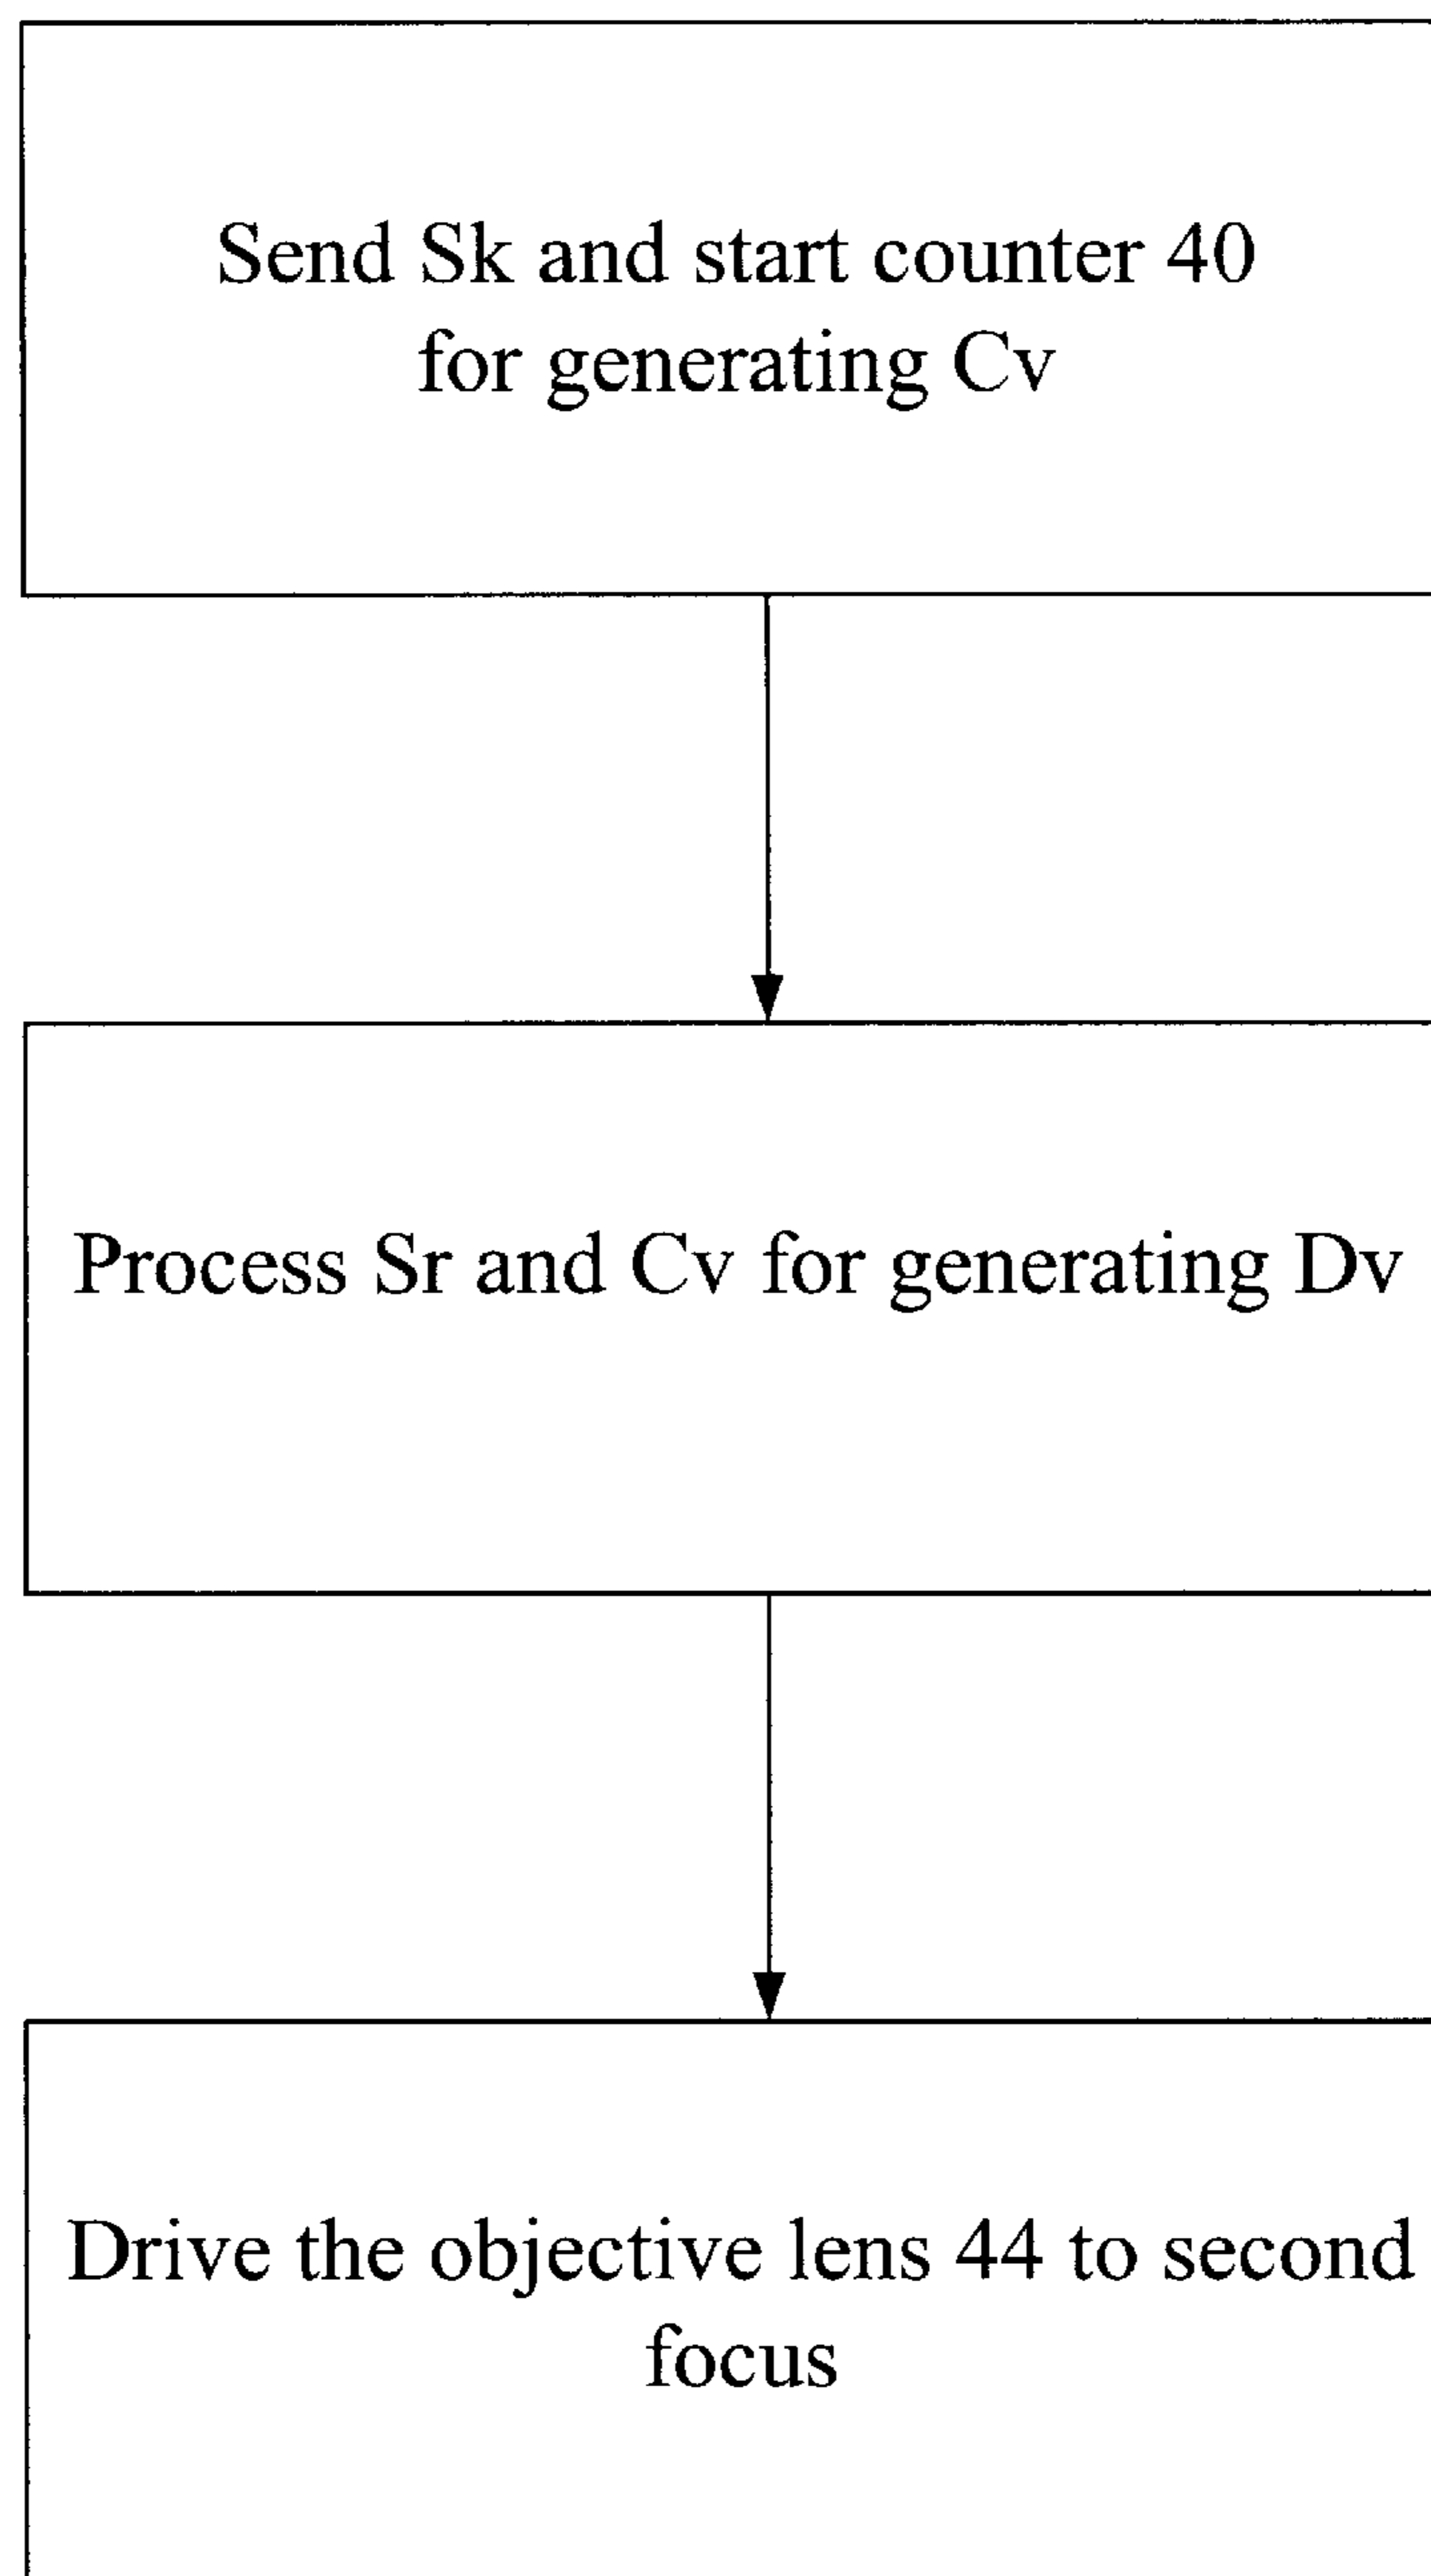 Send Sk and start counter 40
for generating Cv
Process Sr and Cv for generating Dv
Drive the objective lens 44 to second
focus